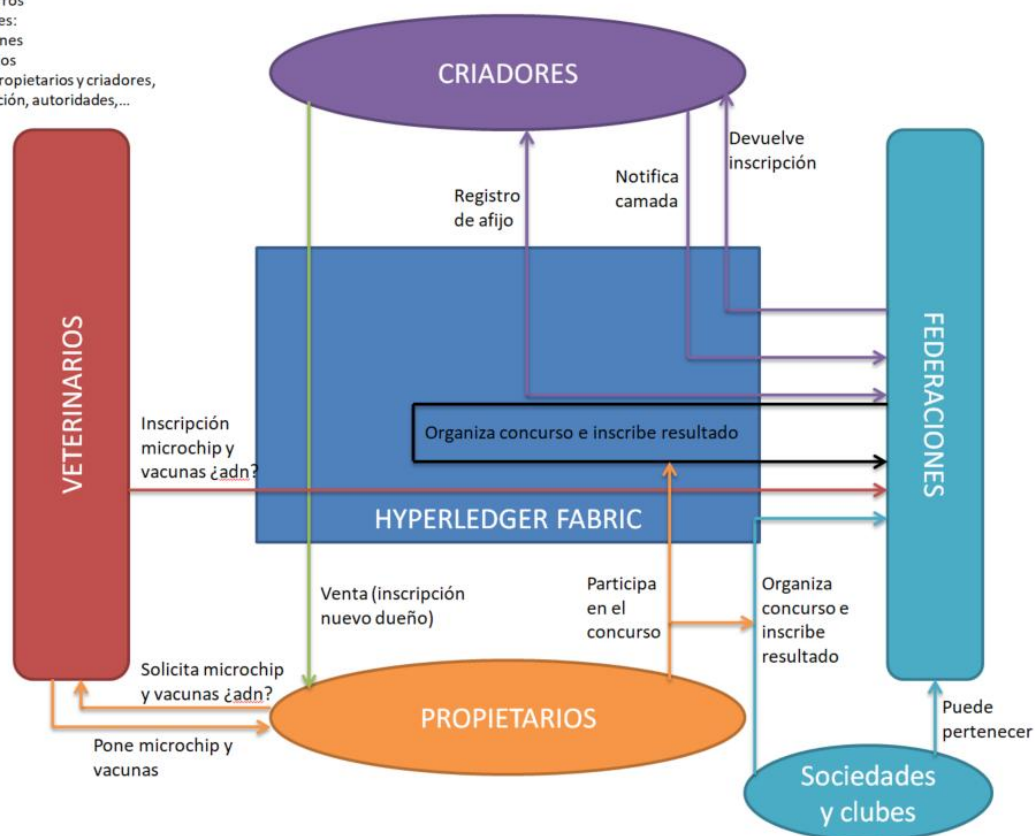 ros
es:
nes
os
ropietarios y criadores,
ción, autoridades,...
CRIADORES
Devuelve
inscripción
Notifica
camada
Registro
de afijo
VETERINARIOS
FEDERACIONES
Inscripción
microchip y
vacunas ¿adn?
Organiza concurso e inscribe resultado
HYPERLEDGER FABRIC
Venta (inscripción
nuevo dueño)
Participa
en el
concurso
Organiza
concurso e
inscribe
resultado
Solicita microchip
y vacunas ¿adn?
Pone microchip y
vacunas
PROPIETARIOS
Puede
pertenecer
Sociedades
y clubes